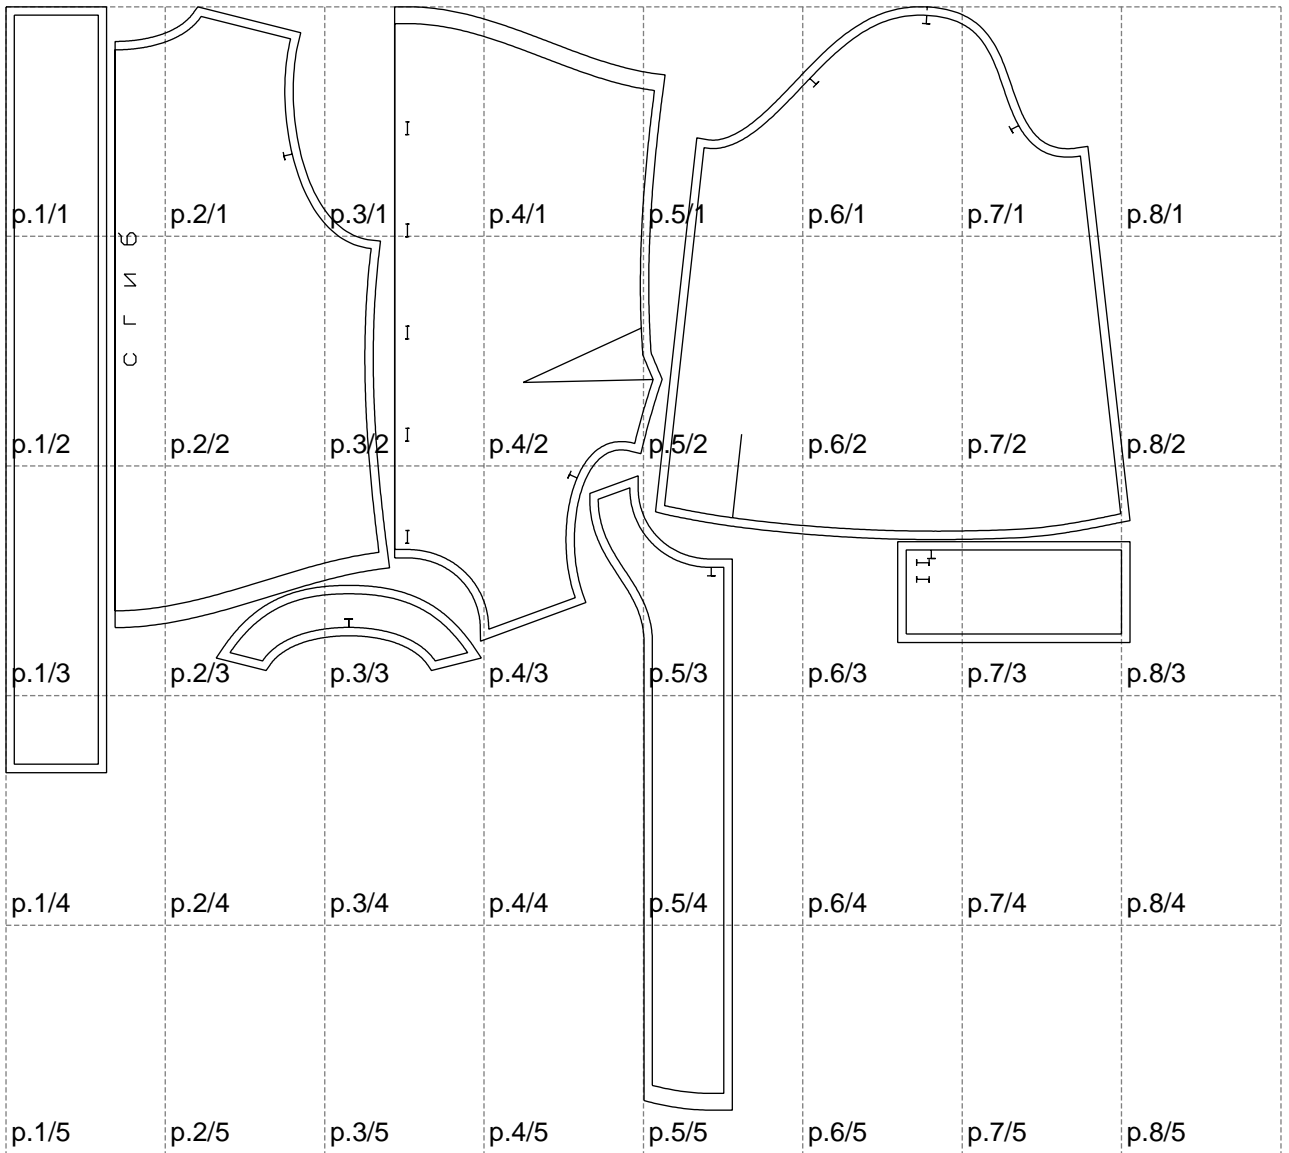 p.1/1 p.2/1 p.3/1 p.4/1 p.5/1 p.6/1 p.7/1 p.8/1
СГИБ
p.1/2 p.2/2 p.3/2 p.4/2 p.5/2 p.6/2 p.7/2 p.8/2
p.1/3 p.2/3 p.3/3 p.4/3 p.5/3 p.6/3 p.7/3 p.8/3
p.1/4 p.2/4 p.3/4 p.4/4 p.5/4 p.6/4 p.7/4 p.8/4
p.1/5 p.2/5 p.3/5 p.4/5 p.5/5 p.6/5 p.7/5 p.8/5